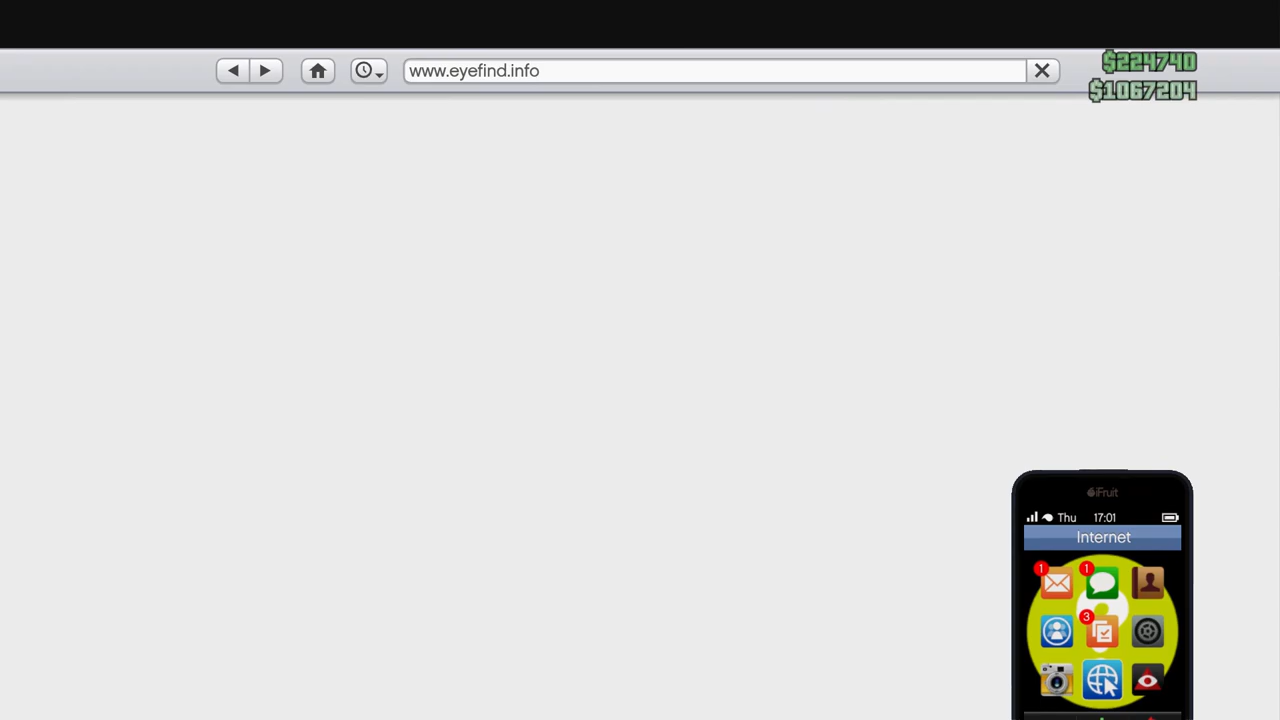 www.eyefind.info
$224740
$1067204
iFruit
Thu 17:01
Internet
1 1
3